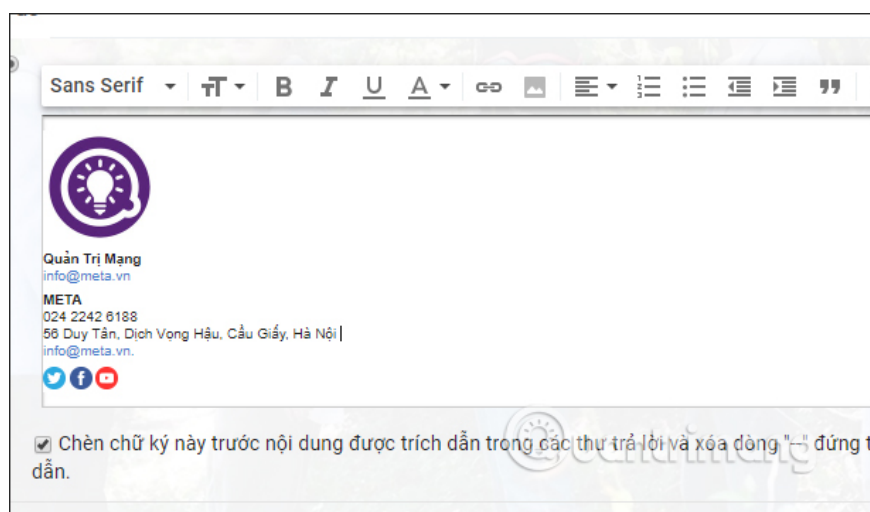 Sans Serif
Quản Trị Mạng
info@meta.vn
META
024 2242 6188
56 Duy Tân, Dịch Vọng Hậu, Cầu Giấy, Hà Nội
info@meta.vn.
Chèn chữ ký này trước nội dung được trích dẫn trong các thư trả lời và xóa dòng "--" đứng t
dẫn.
uantrimang